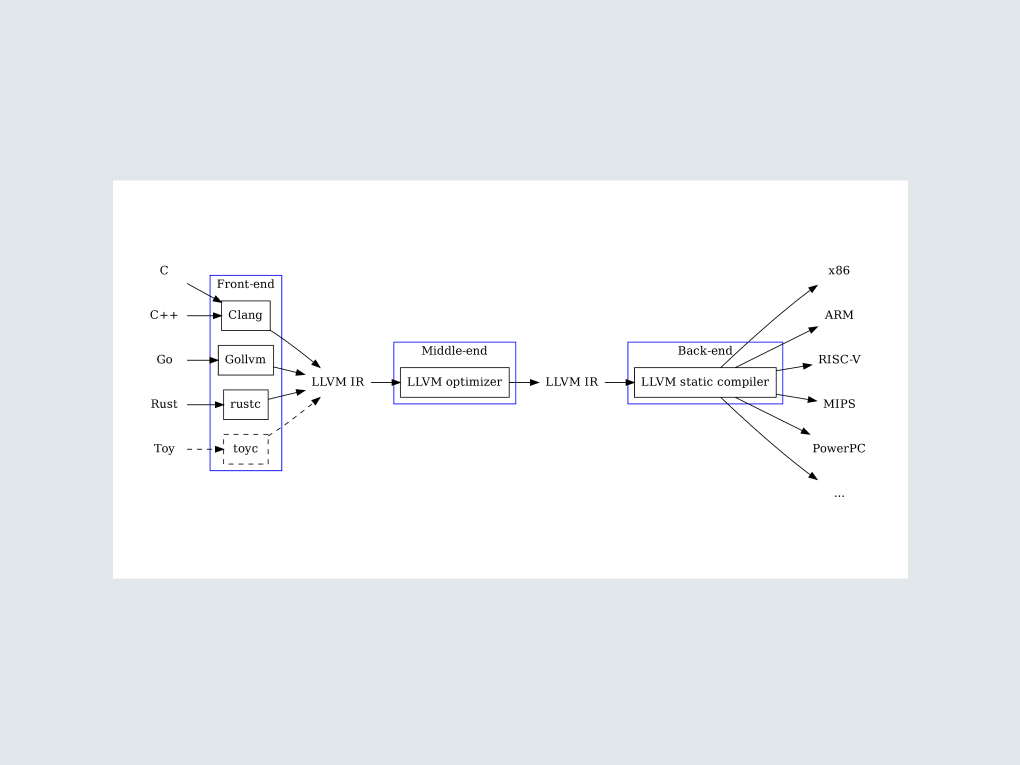 C
C++
Go
Rust
Toy
Front-end
Clang
Gollvm
rustc
toyc
LLVM IR
Middle-end
LLVM optimizer
LLVM IR
Back-end
LLVM static compiler
x86
ARM
RISC-V
MIPS
PowerPC
...